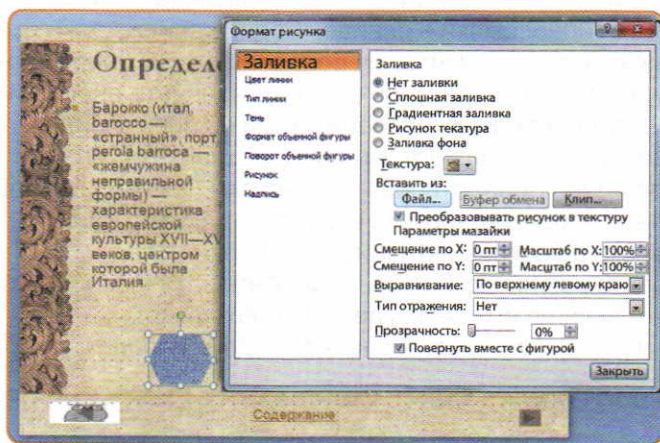 Формат рисунка
Определе
Барокко (итал.
barocco —
«странный», порт.
perola barroca —
«жемчужина
неправильной
формы) —
характеристика
европейской
культуры XVII—XV
веков, центром
которой была
Италия.
Содержание
Заливка
Цвет линии
Тип линии
Тень
Формат объемной фигуры
Поворот объемной фигуры
Рисунок
Надпись
Заливка
Нет заливки
Сплошная заливка
Градиентная заливка
Рисунок текатура
Заливка фона
Текстура:
Вставить из:
Файл... Буфер обмена Клип...
Преобразовывать рисунок в текстуру
Параметры мазайки
Смещение по X: 0 пт Масштаб по X: 100%
Смещение по Y: 0 пт Масштаб по Y: 100%
Выравнивание: По верхнему левому краю
Тип отражения: Нет
Прозрачность: 0%
Повернуть вместе с фигурой
Закрыть